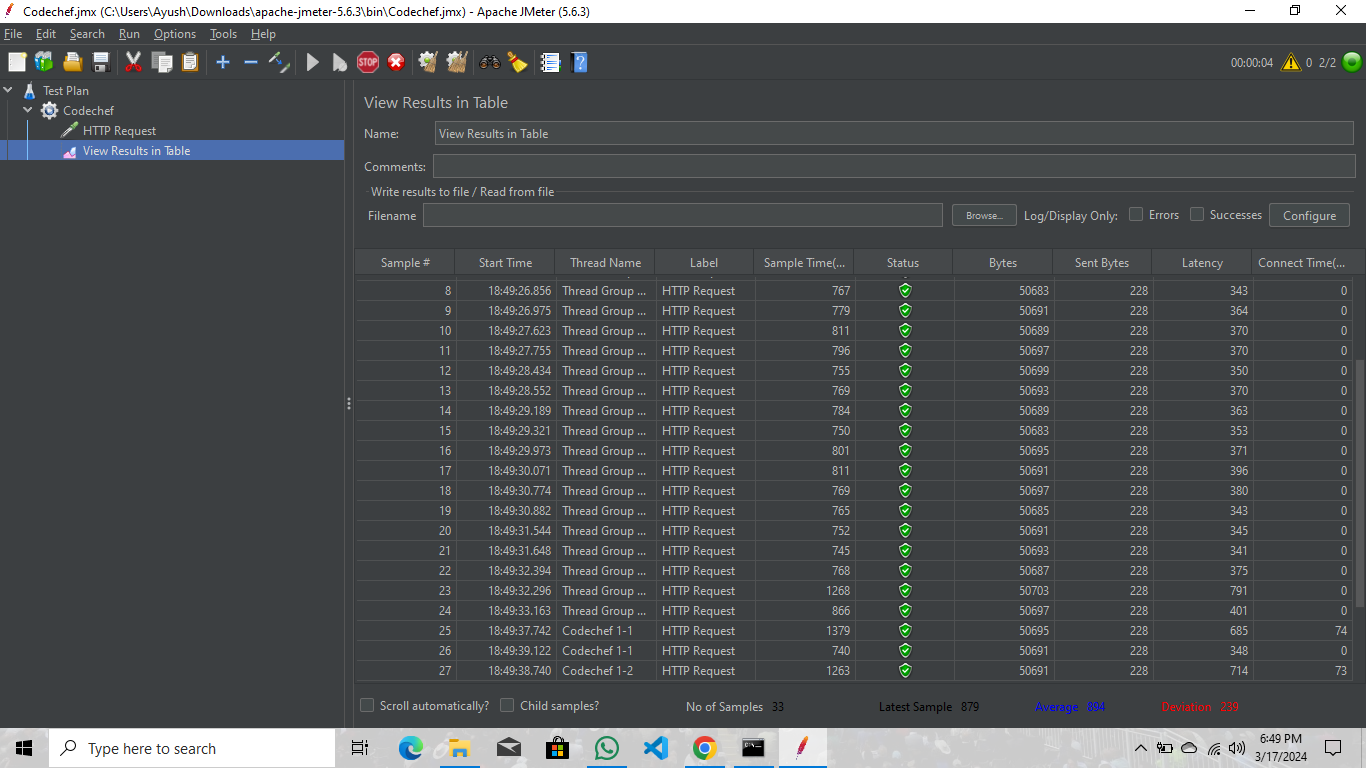 Codechef.jmx (C:\Users\Ayush\Downloads\apache-jmeter-5.6.3\bin\Codechef.jmx) - Apache JMeter (5.6.3)
File Edit Search Run Options Tools Help
STOP 00:00:04 0 2/2
Test Plan
Codechef
HTTP Request
View Results in Table
View Results in Table
Name: View Results in Table
Comments:
Write results to file / Read from file
Filename Browse... Log/Display Only: Errors Successes Configure
Sample # Start Time Thread Name Label Sample Time(... Status Bytes Sent Bytes Latency Connect Time(...
8 18:49:26.856 Thread Group ... HTTP Request 767 50683 228 343 0
9 18:49:26.975 Thread Group ... HTTP Request 779 50691 228 364 0
10 18:49:27.623 Thread Group ... HTTP Request 811 50689 228 370 0
11 18:49:27.755 Thread Group ... HTTP Request 796 50697 228 370 0
12 18:49:28.434 Thread Group ... HTTP Request 755 50699 228 350 0
13 18:49:28.552 Thread Group ... HTTP Request 769 50693 228 370 0
14 18:49:29.189 Thread Group ... HTTP Request 784 50689 228 363 0
15 18:49:29.321 Thread Group ... HTTP Request 750 50683 228 353 0
16 18:49:29.973 Thread Group ... HTTP Request 801 50695 228 371 0
17 18:49:30.071 Thread Group ... HTTP Request 811 50691 228 396 0
18 18:49:30.774 Thread Group ... HTTP Request 769 50697 228 380 0
19 18:49:30.882 Thread Group ... HTTP Request 765 50685 228 343 0
20 18:49:31.544 Thread Group ... HTTP Request 752 50691 228 345 0
21 18:49:31.648 Thread Group ... HTTP Request 745 50693 228 341 0
22 18:49:32.394 Thread Group ... HTTP Request 768 50687 228 375 0
23 18:49:32.296 Thread Group ... HTTP Request 1268 50703 228 791 0
24 18:49:33.163 Thread Group ... HTTP Request 866 50697 228 401 0
25 18:49:37.742 Codechef 1-1 HTTP Request 1379 50695 228 685 74
26 18:49:39.122 Codechef 1-1 HTTP Request 740 50691 228 348 0
27 18:49:38.740 Codechef 1-2 HTTP Request 1263 50691 228 714 73
Scroll automatically? Child samples? No of Samples 33 Latest Sample 879 Average 894 Deviation 239
Type here to search
6:49 PM
3/17/2024